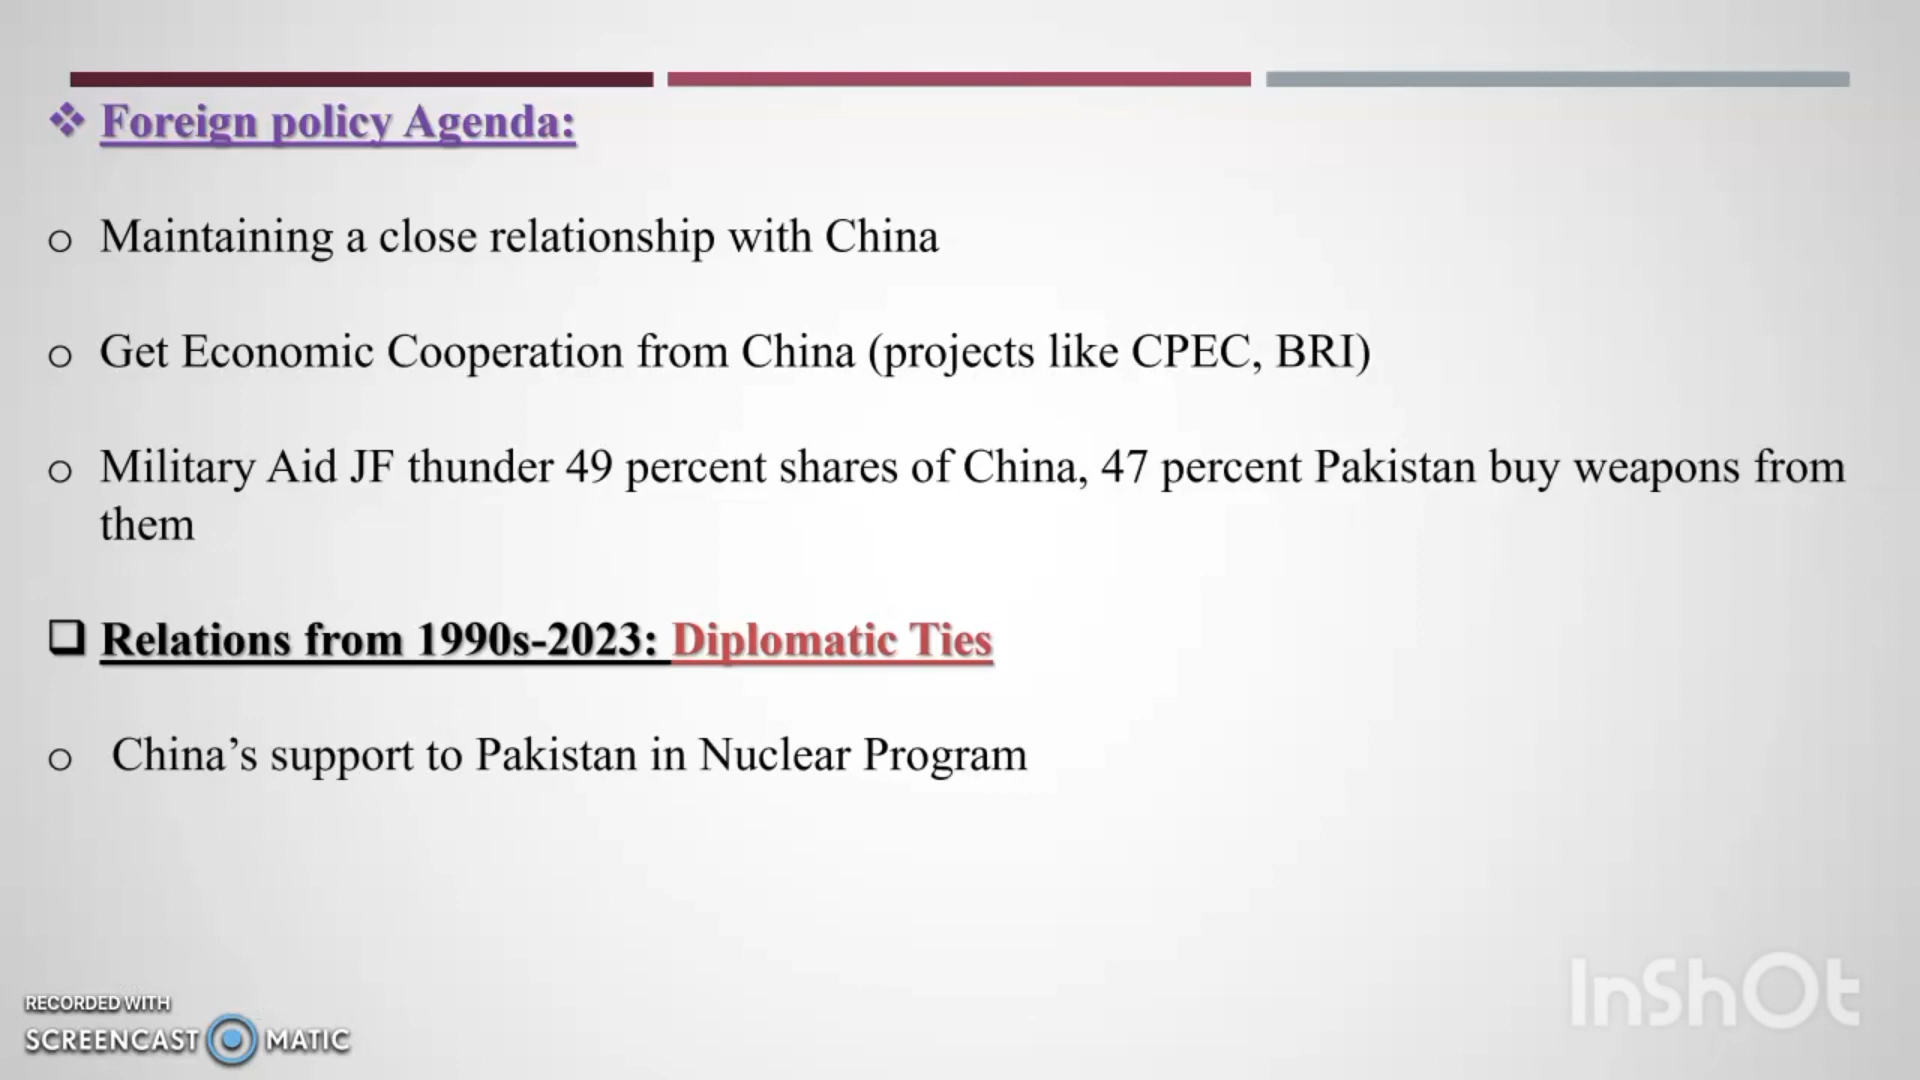 Foreign policy Agenda:
Maintaining a close relationship with China
Get Economic Cooperation from China (projects like CPEC, BRI)
Military Aid JF thunder 49 percent shares of China, 47 percent Pakistan buy weapons from
them
Relations from 1990s-2023: Diplomatic Ties
China’s support to Pakistan in Nuclear Program
InShOt
RECORDED WITH
SCREENCAST MATIC